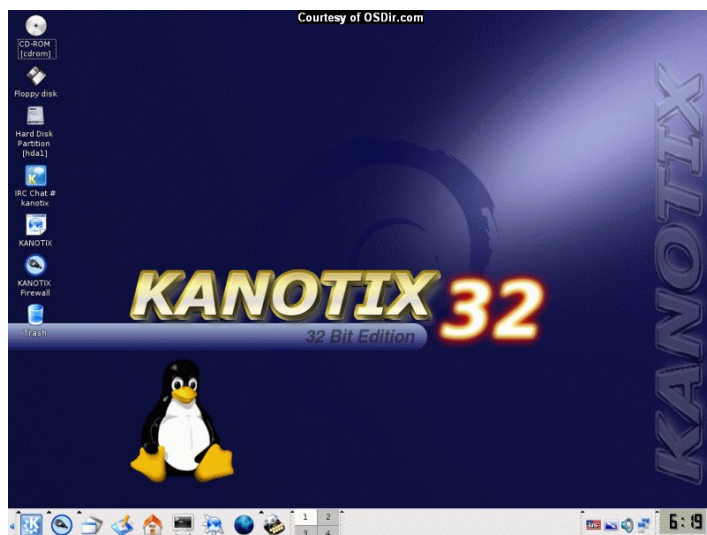 Courtesy of OSDir.com
CD-ROM
[cdrom]
Floppy disk
Hard Disk
Partition
[hda1]
IRC Chat #
kanotix
KANOTIX
KANOTIX
Firewall
Trash
KANOTIX 32
32 Bit Edition
KANOTIX
1 2
3 4
US
6:19